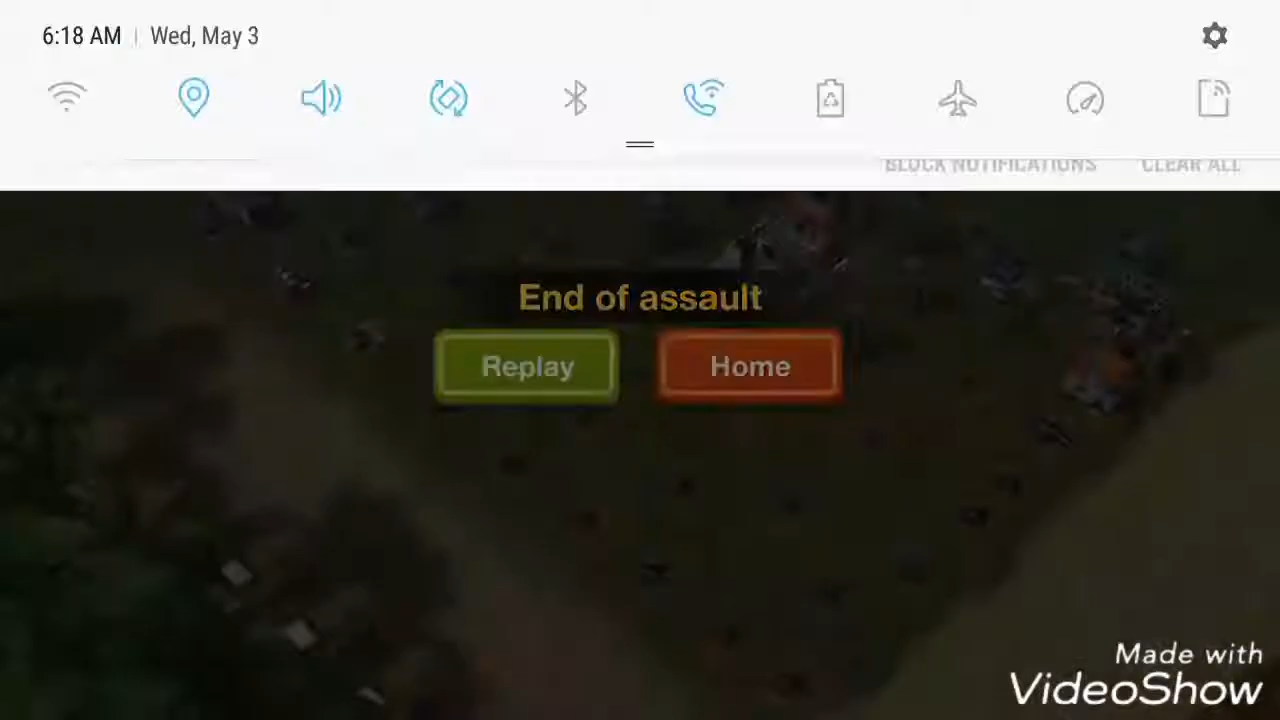 6:18 AM | Wed, May 3
BLOCK NOTIFICATIONS CLEAR ALL
End of assault
Replay Home
Made with
VideoShow